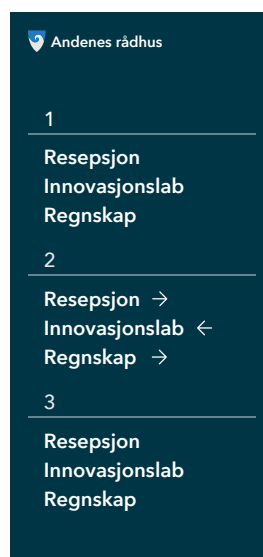 Andenes rådhus
1
Resepsjon
Innovasjonslab
Regnskap
2
Resepsjon →
Innovasjonslab ←
Regnskap →
3
Resepsjon
Innovasjonslab
Regnskap